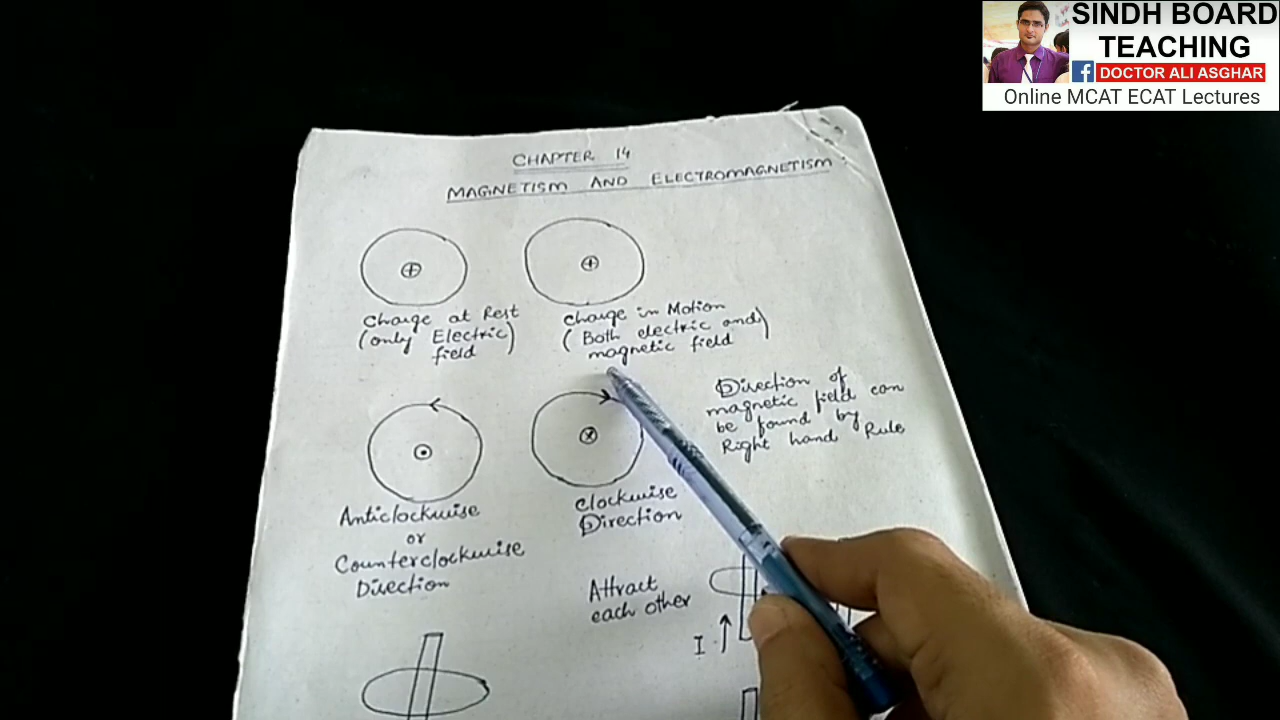 SINDH BOARD
TEACHING
f DOCTOR ALI ASGHAR
Online MCAT ECAT Lectures
CHAPTER 14
MAGNETISM AND ELECTROMAGNETISM
Charge at Rest
(only Electric)
field
Charge in Motion
(Both electric and)
magnetic field
Direction of
magnetic field can
be found by
Right hand Rule
Anticlockwise
or
Counterclockwise
Direction
Clockwise
Direction
Attract
each other
I